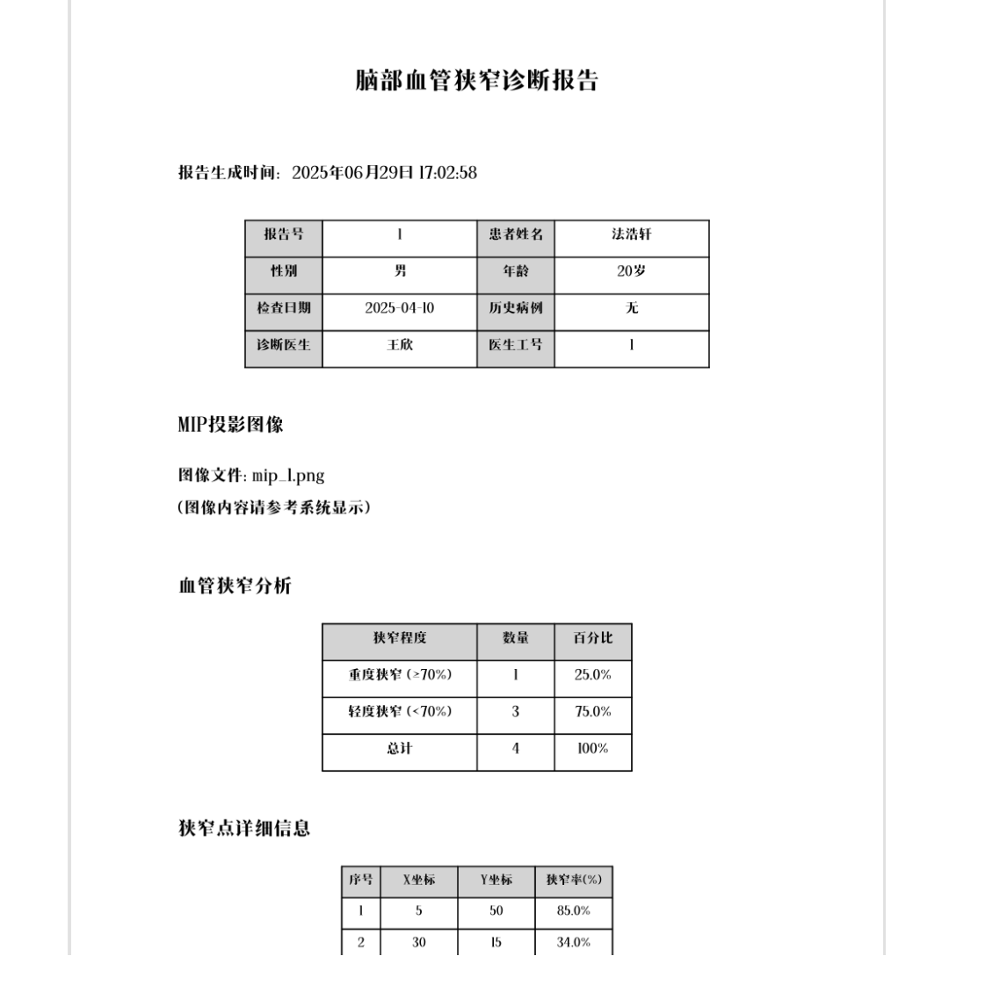 脑部血管狭窄诊断报告
报告生成时间: 2025年06月29日 17:02:58
报告号 1 患者姓名 法浩轩
性别 男 年龄 20岁
检查日期 2025-04-10 历史病例 无
诊断医生 王欣 医生工号 1
MIP投影图像
图像文件: mip_1.png
(图像内容请参考系统显示)
血管狭窄分析
狭窄程度 数量 百分比
重度狭窄 (≥70%) 1 25.0%
轻度狭窄 (<70%) 3 75.0%
总计 4 100%
狭窄点详细信息
序号 X坐标 Y坐标 狭窄率(%)
1 5 50 85.0%
2 30 15 34.0%